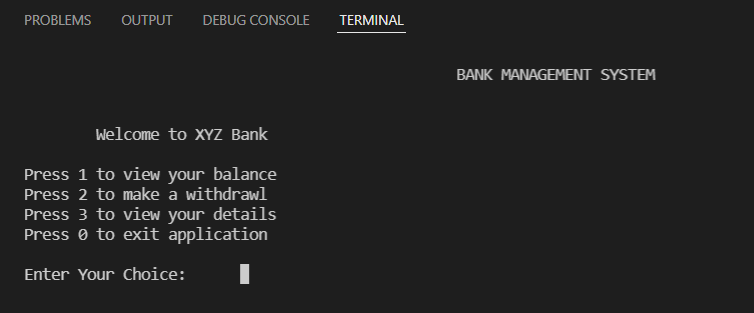 PROBLEMS OUTPUT DEBUG CONSOLE TERMINAL
BANK MANAGEMENT SYSTEM
Welcome to XYZ Bank
Press 1 to view your balance
Press 2 to make a withdrawl
Press 3 to view your details
Press 0 to exit application
Enter Your Choice: